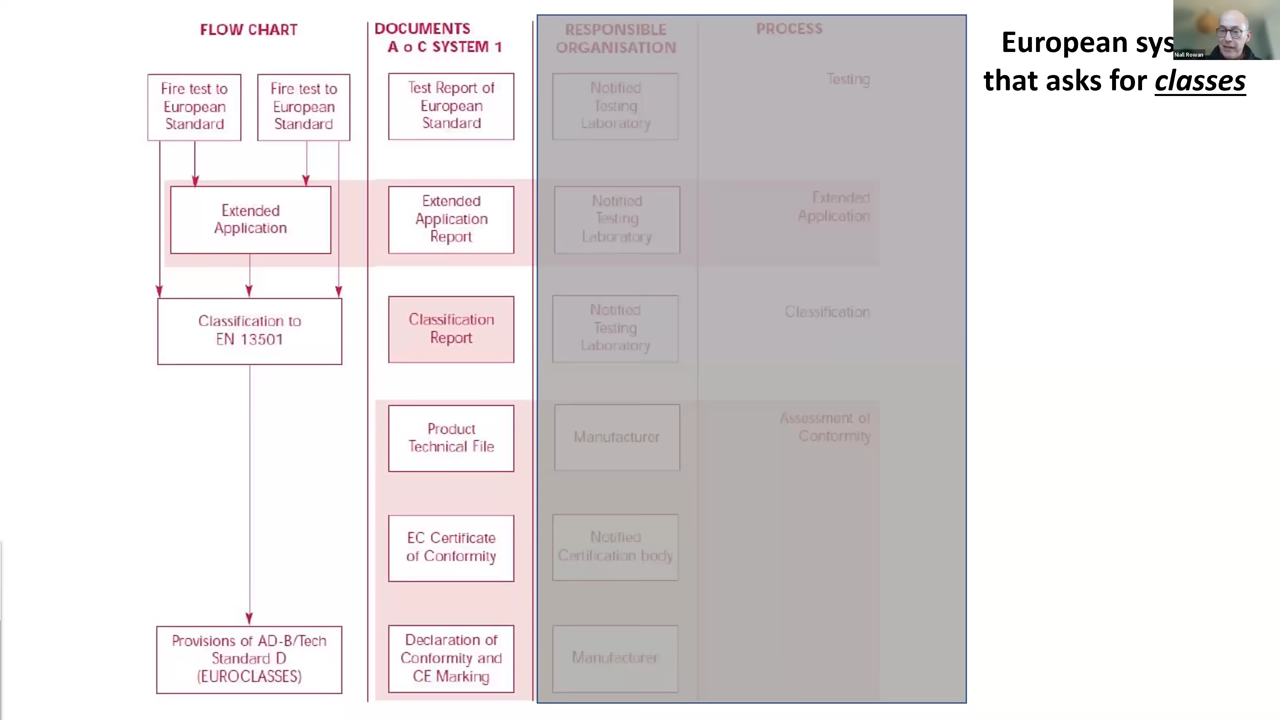 FLOW CHART
DOCUMENTS
A o C SYSTEM 1
RESPONSIBLE
ORGANISATION
PROCESS
European sys
that asks for classes
Niall Rowan
Fire test to
European
Standard
Fire test to
European
Standard
Test Report of
European
Standard
Notified
Testing
Laboratory
Testing
Extended
Application
Extended
Application
Report
Notified
Testing
Laboratory
Extended
Application
Classification to
EN 13501
Classification
Report
Notified
Testing
Laboratory
Classification
Product
Technical File
Manufacturer
Assessment of
Conformity
EC Certificate
of Conformity
Notified
Certification body
Provisions of AD-B/Tech
Standard D
(EUROCLASSES)
Declaration of
Conformity and
CE Marking
Manufacturer